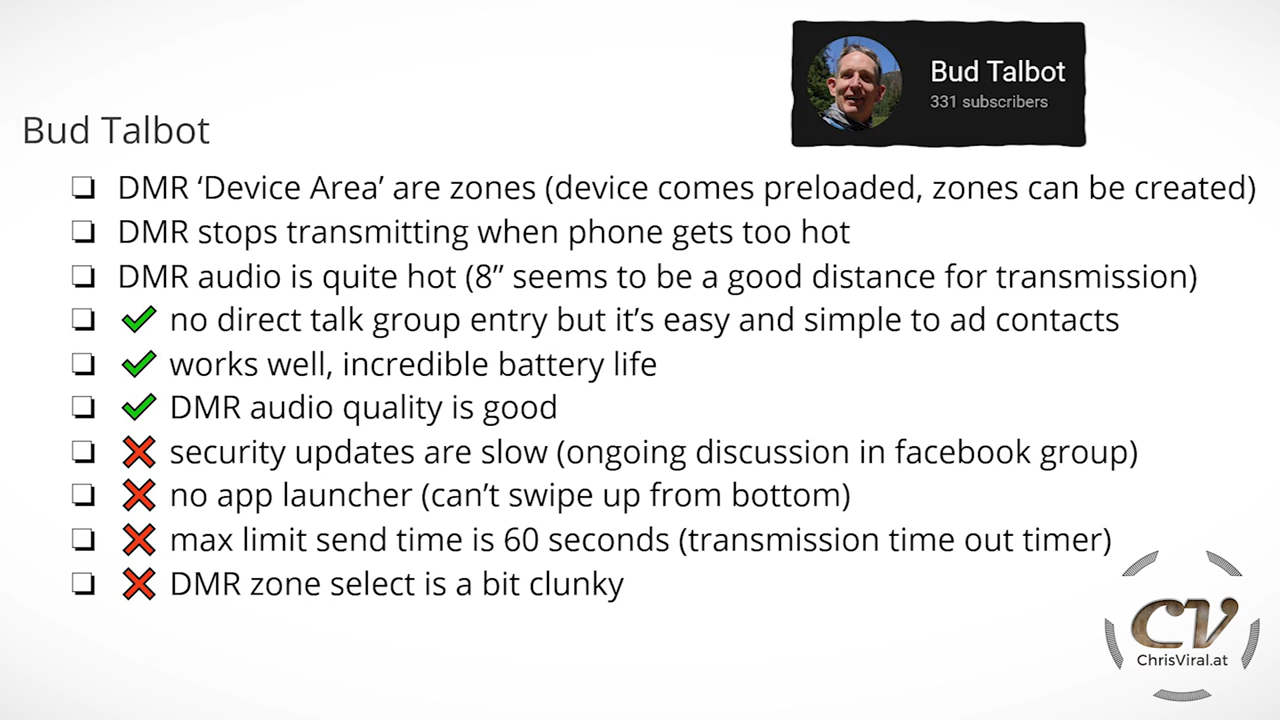 Bud Talbot
331 subscribers
Bud Talbot
DMR ‘Device Area’ are zones (device comes preloaded, zones can be created)
DMR stops transmitting when phone gets too hot
DMR audio is quite hot (8” seems to be a good distance for transmission)
no direct talk group entry but it’s easy and simple to ad contacts
works well, incredible battery life
DMR audio quality is good
security updates are slow (ongoing discussion in facebook group)
no app launcher (can’t swipe up from bottom)
max limit send time is 60 seconds (transmission time out timer)
DMR zone select is a bit clunky
CV
ChrisViral.at